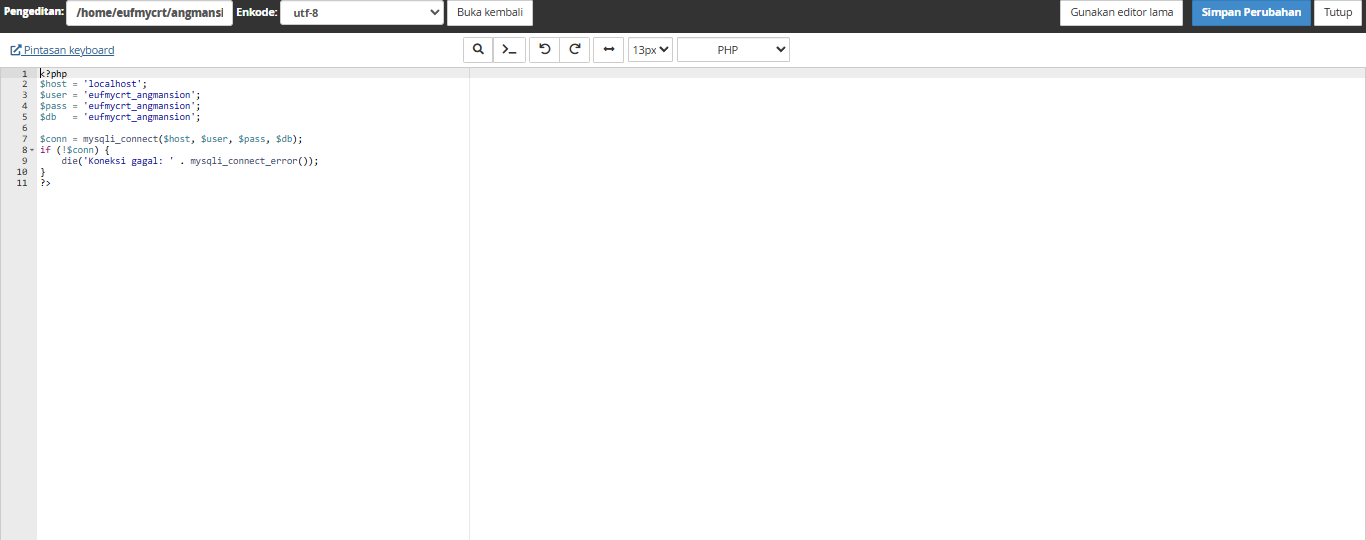 Pengeditan: /home/eufmycrt/angmansi Enkode: utf-8 Buka kembali Gunakan editor lama Simpan Perubahan Tutup
Pintasan keyboard 13px PHP
1 <?php
2 $host = 'localhost';
3 $user = 'eufmycrt_angmansion';
4 $pass = 'eufmycrt_angmansion';
5 $db   = 'eufmycrt_angmansion';
6
7 $conn = mysqli_connect($host, $user, $pass, $db);
8 if (!$conn) {
9     die('Koneksi gagal: ' . mysqli_connect_error());
10 }
11 ?>